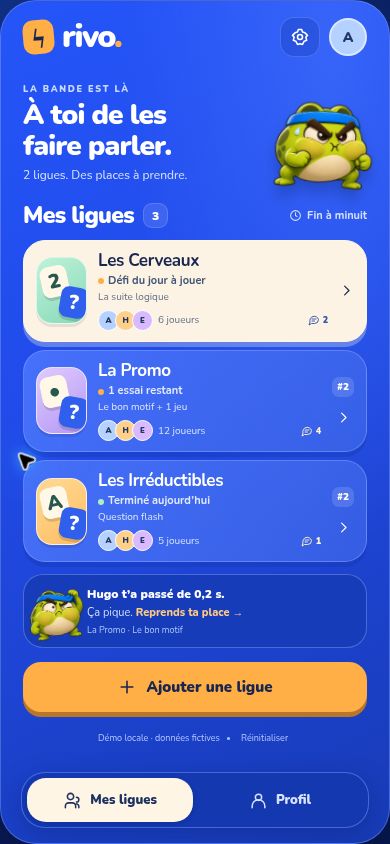 rivo.
A
LA BANDE EST LÀ
À toi de les
faire parler.
2 ligues. Des places à prendre.
Mes ligues 3
Fin à minuit
2 ?
Les Cerveaux
Défi du jour à jouer
La suite logique
A H E 6 joueurs
2
?
La Promo
1 essai restant
#2
Le bon motif + 1 jeu
A H E 12 joueurs
4
A ?
Les Irréductibles
Terminé aujourd'hui
#2
Question flash
A H E 5 joueurs
1
Hugo t'a passé de 0,2 s.
Ça pique. Reprends ta place →
La Promo · Le bon motif
+ Ajouter une ligue
Démo locale · données fictives • Réinitialiser
Mes ligues
Profil